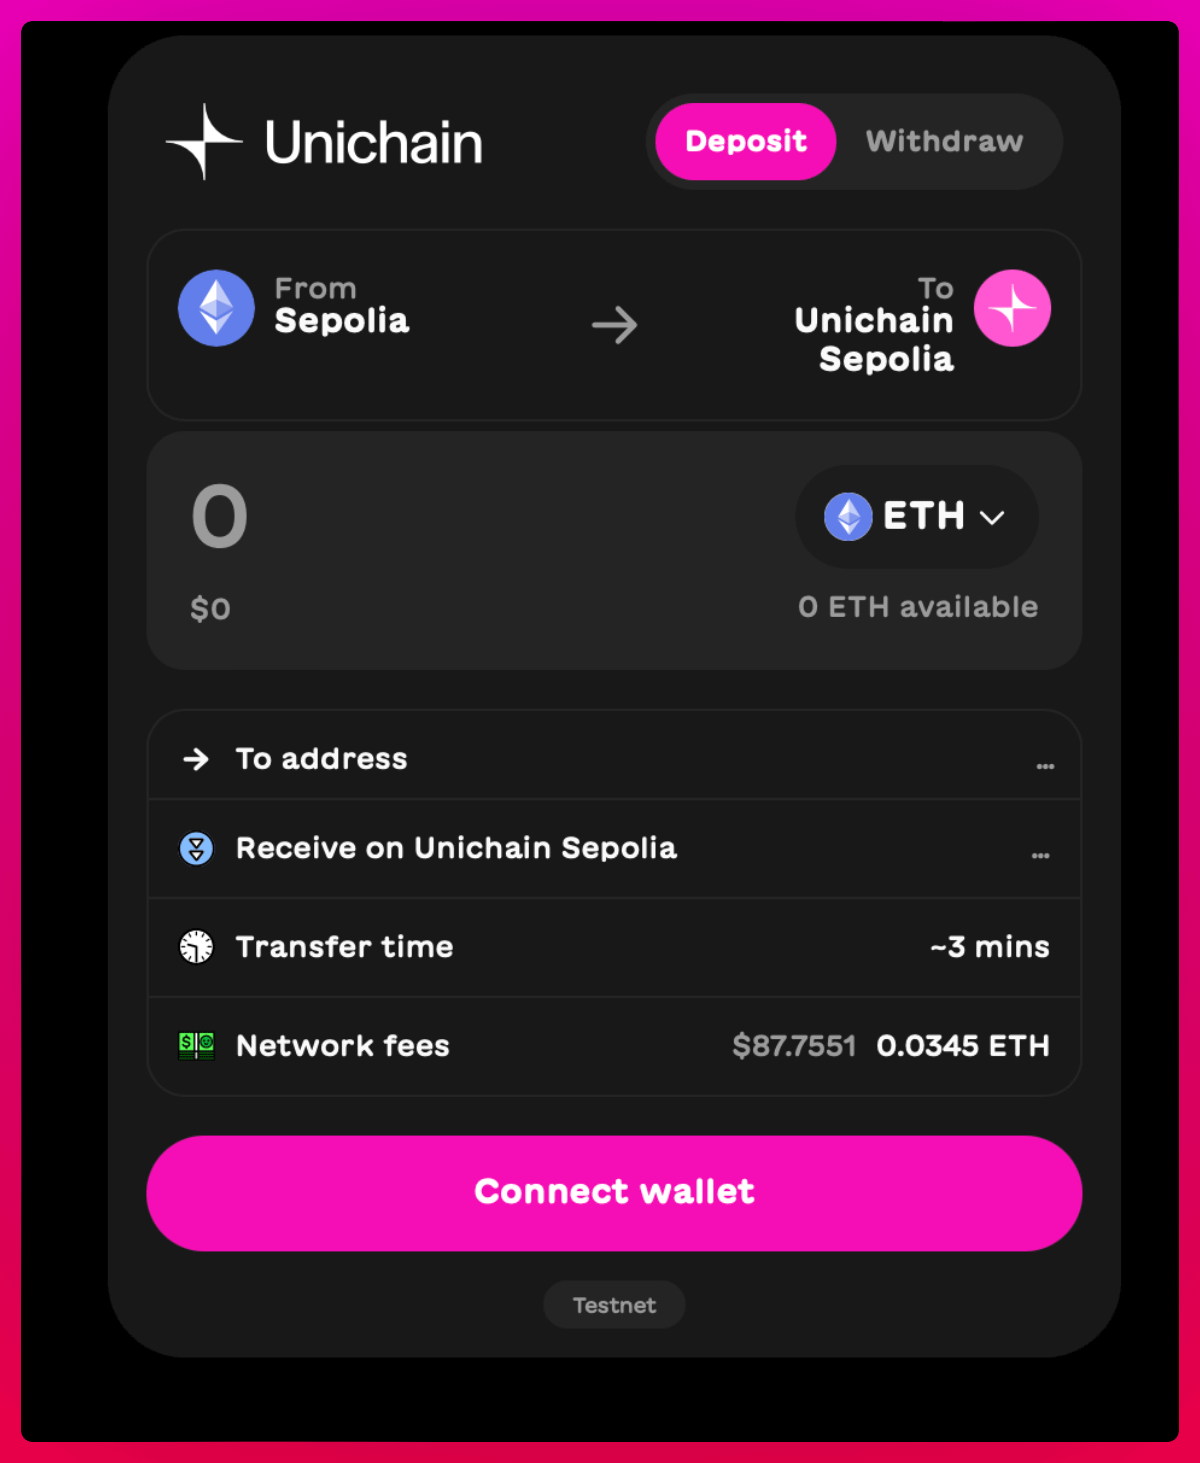 Unichain
Deposit
Withdraw
From
Sepolia
To
Unichain
Sepolia
0
ETH
$0
0 ETH available
To address
...
Receive on Unichain Sepolia
...
Transfer time
~3 mins
Network fees
$87.7551 0.0345 ETH
Connect wallet
Testnet